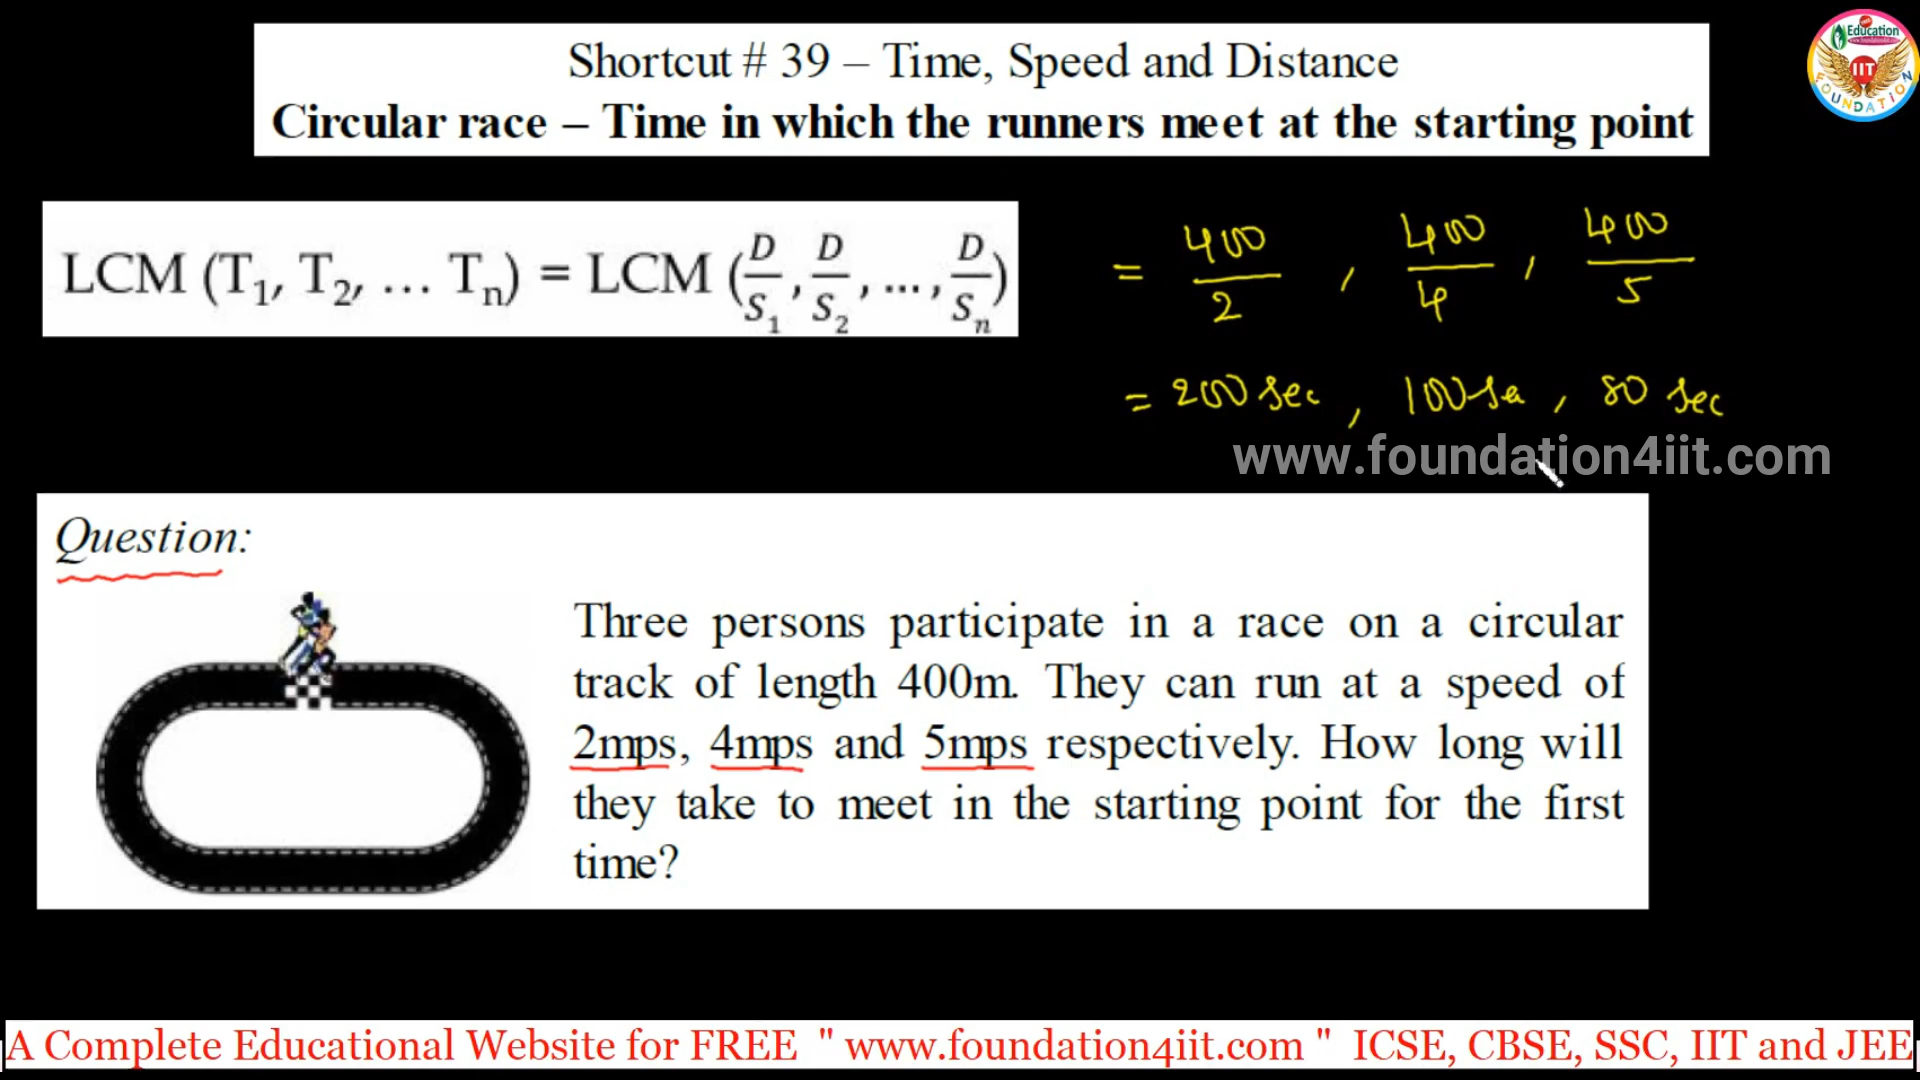 Shortcut # 39 – Time, Speed and Distance
Circular race – Time in which the runners meet at the starting point
Education
IIT
FOUNDATION
LCM (T₁, T₂, … Tₙ) = LCM (D/S₁, D/S₂, ..., D/Sₙ)
= 400/2 , 400/4 , 400/5
= 200 sec , 100 sec , 80 sec
www.foundation4iit.com
Question:
Three persons participate in a race on a circular
track of length 400m. They can run at a speed of
2mps, 4mps and 5mps respectively. How long will
they take to meet in the starting point for the first
time?
A Complete Educational Website for FREE " www.foundation4iit.com " ICSE, CBSE, SSC, IIT and JEE